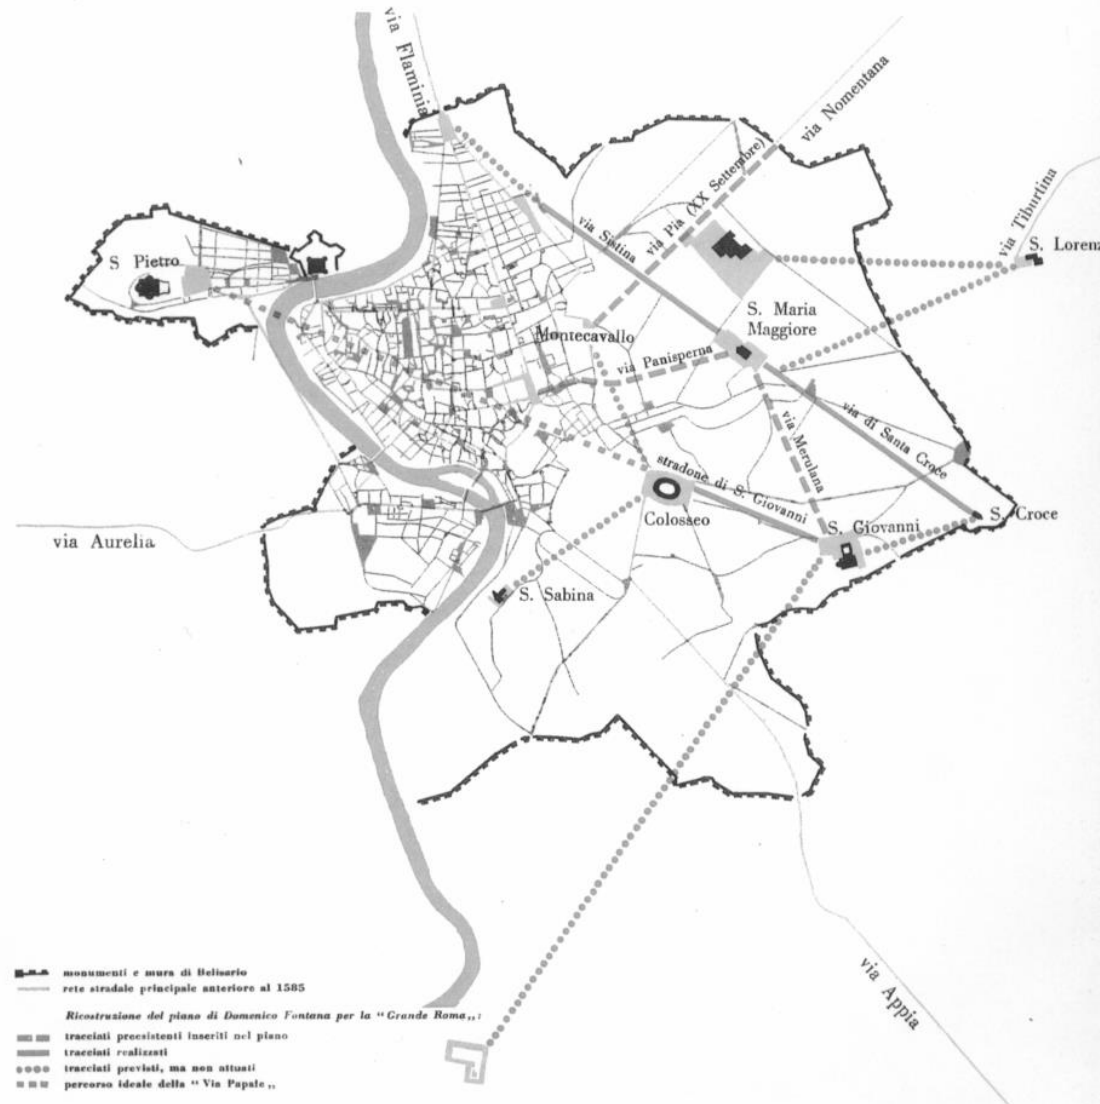 via Flaminia
via Nomentana
via Pia (XX Settembre)
via Sistina
via Tiburtina
S. Lorenz
S Pietro
S. Maria
Maggiore
Montecavallo
via Panisperna
via Merulana
via di Santa Croce
stradone di S. Giovanni
Colosseo
S. Giovanni
S. Croce
via Aurelia
S. Sabina
via Appia
monumenti e mura di Belisario
rete stradale principale anteriore al 1585
Ricostruzione del piano di Domenico Fontana per la “Grande Roma„:
tracciati preesistenti inseriti nel piano
tracciati realizzati
tracciati previsti, ma non attuati
percorso ideale della “Via Papale„